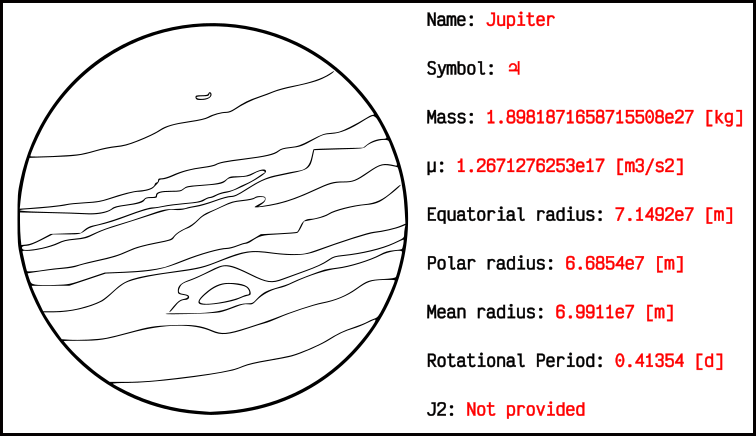 Name: Jupiter
Symbol: ♃
Mass: 1.8981871658715508e27 [kg]
μ: 1.2671276253e17 [m3/s2]
Equatorial radius: 7.1492e7 [m]
Polar radius: 6.6854e7 [m]
Mean radius: 6.9911e7 [m]
Rotational Period: 0.41354 [d]
J2: Not provided